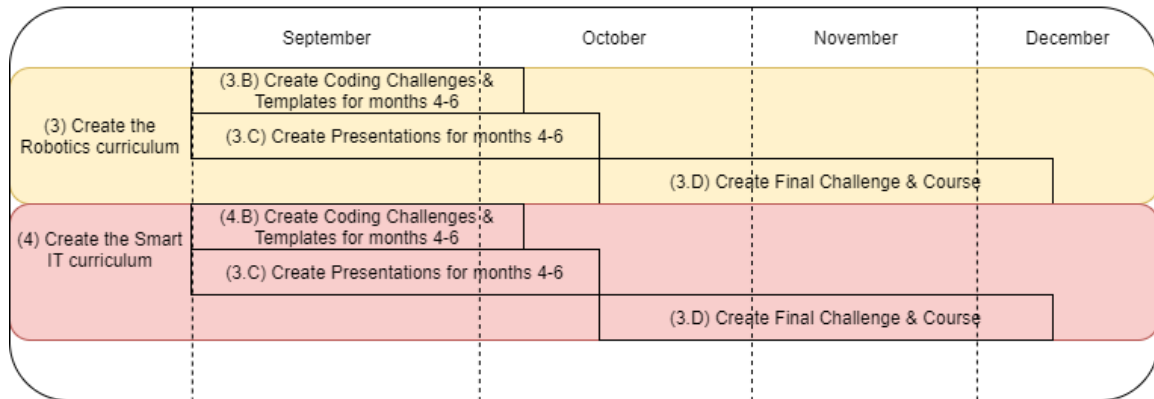 September
October
November
December
(3) Create the
Robotics curriculum
(3.B) Create Coding Challenges &
Templates for months 4-6
(3.C) Create Presentations for months 4-6
(3.D) Create Final Challenge & Course
(4) Create the Smart
IT curriculum
(4.B) Create Coding Challenges &
Templates for months 4-6
(3.C) Create Presentations for months 4-6
(3.D) Create Final Challenge & Course